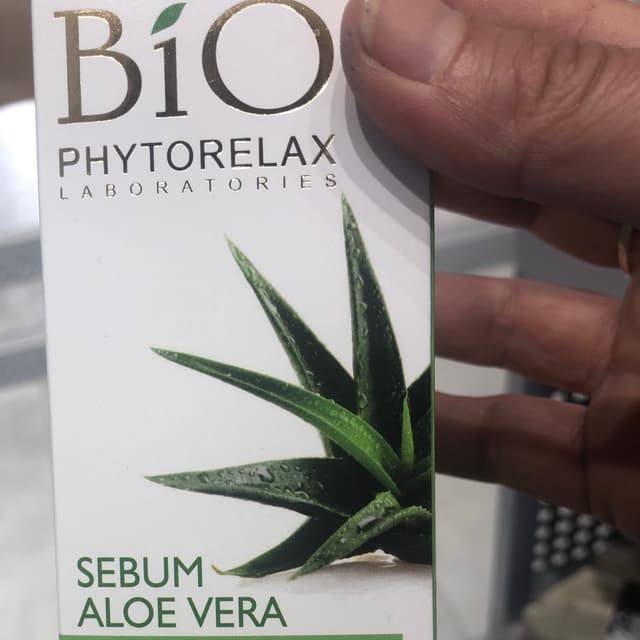 BiO
PHYTORELAX
LABORATORIES
SEBUM
ALOE VERA